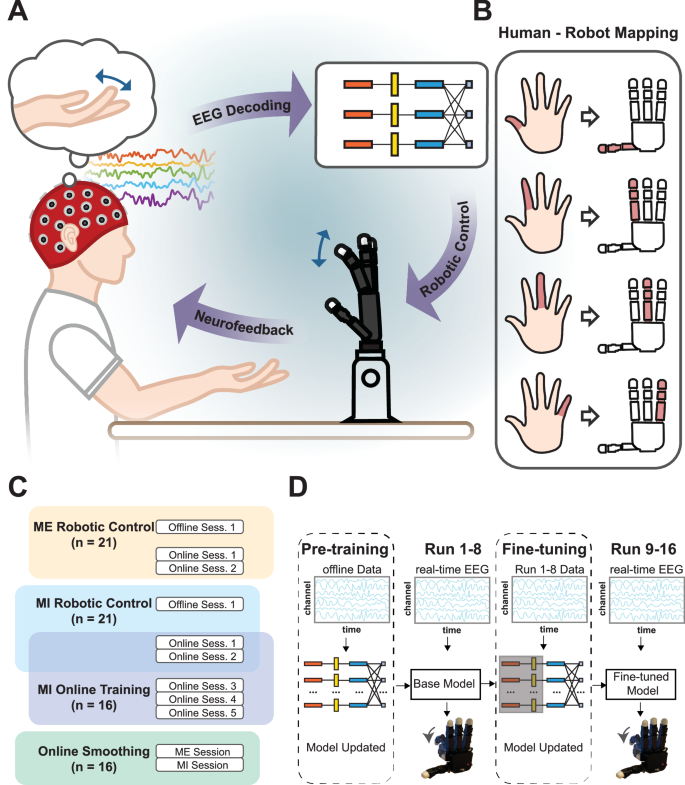 A
EEG Decoding
Robotic Control
Neurofeedback
B
Human - Robot Mapping
C
ME Robotic Control
(n = 21)
Offline Sess. 1
Online Sess. 1
Online Sess. 2
MI Robotic Control
(n = 21)
Offline Sess. 1
Online Sess. 1
Online Sess. 2
MI Online Training
(n = 16)
Online Sess. 3
Online Sess. 4
Online Sess. 5
Online Smoothing
(n = 16)
ME Session
MI Session
D
Pre-training
offline Data
channel
time
...
...
Model Updated
Run 1-8
real-time EEG
channel
time
Base Model
Fine-tuning
Run 1-8 Data
channel
time
...
...
Model Updated
Run 9-16
real-time EEG
channel
time
Fine-tuned
Model